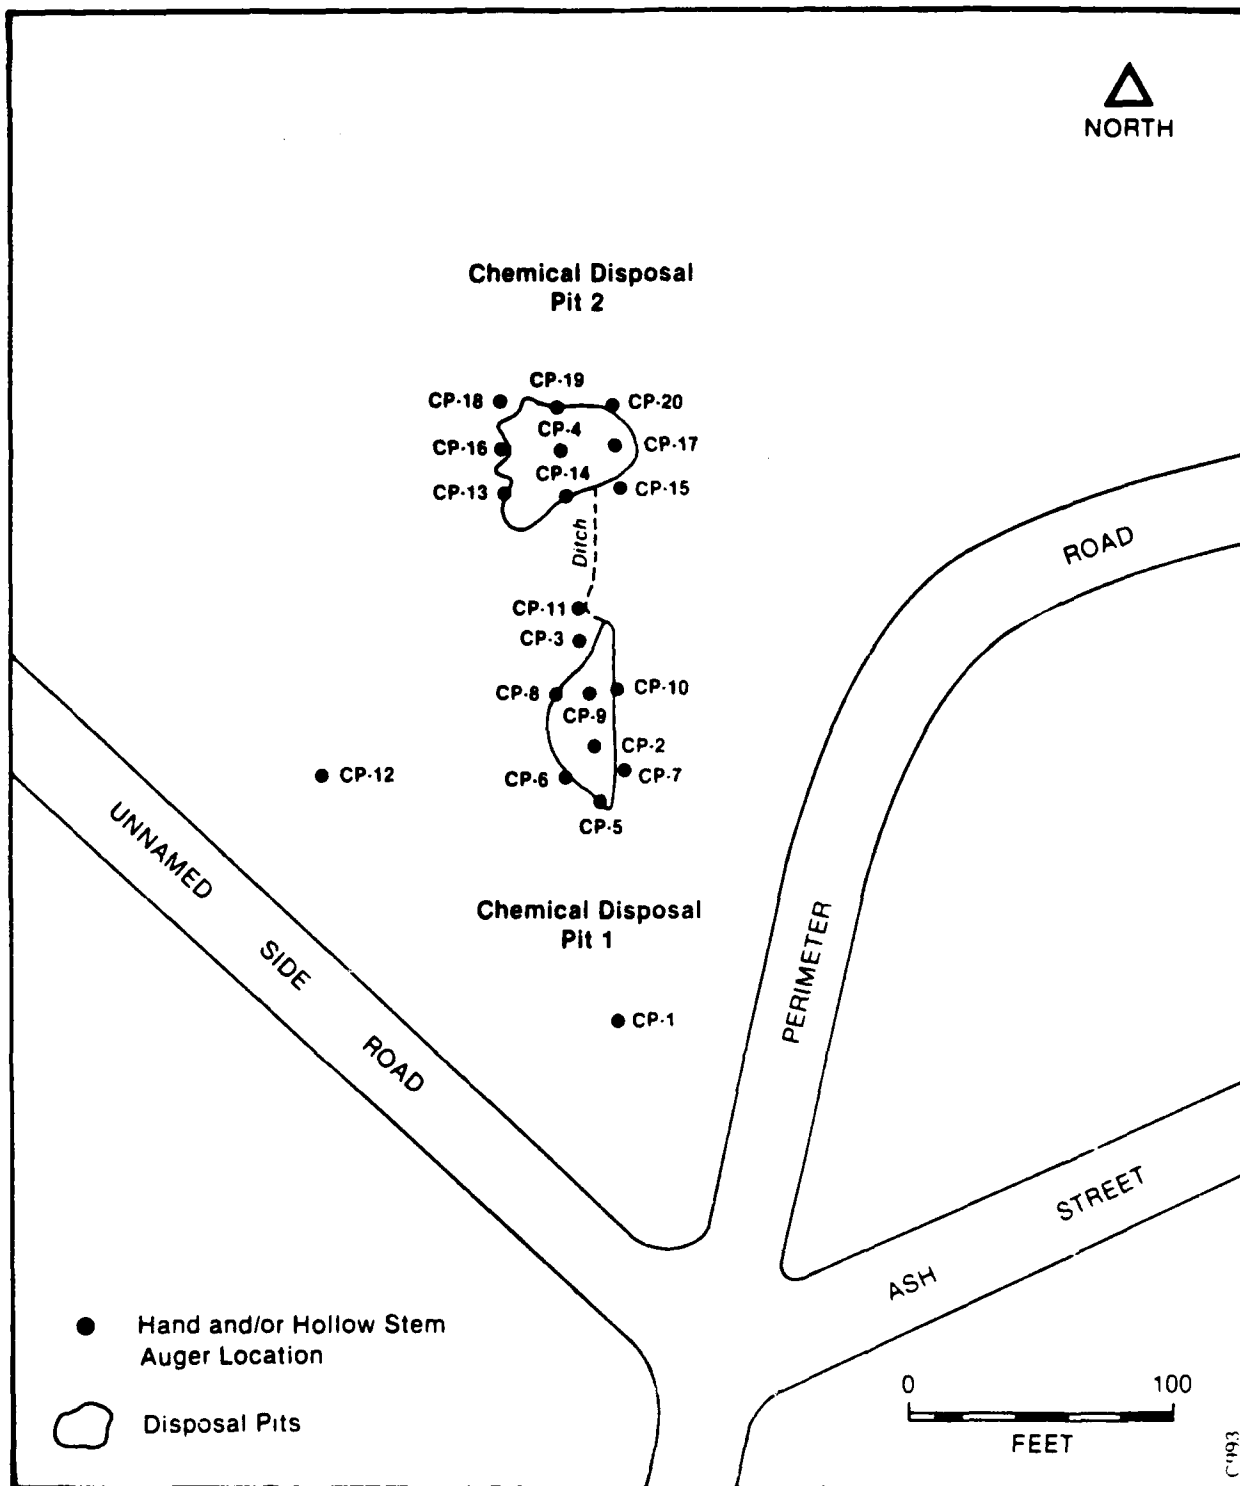 NORTH
Chemical Disposal
Pit 2
CP-19
CP-18
CP-20
CP-4
CP-16
CP-17
CP-14
CP-13
CP-15
Ditch
CP-11
CP-3
CP-8
CP-10
CP-9
CP-2
CP-12
CP-6
CP-7
CP-5
ROAD
UNNAMED
SIDE
ROAD
Chemical Disposal
Pit 1
CP-1
PERIMETER
STREET
ASH
Hand and/or Hollow Stem
Auger Location
Disposal Pits
0 100
FEET
C993